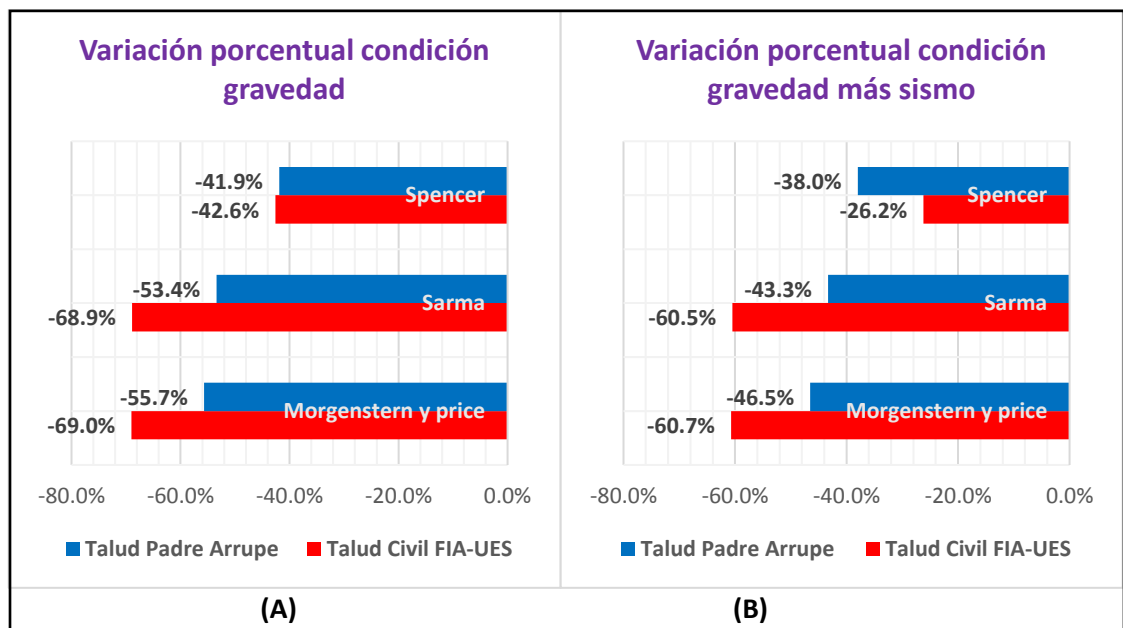 Variación porcentual condición
gravedad
-41.9%
Spencer
-42.6%
-53.4%
Sarma
-68.9%
-55.7%
Morgenstern y price
-69.0%
-80.0% -60.0% -40.0% -20.0% 0.0%
Talud Padre Arrupe Talud Civil FIA-UES
(A)
Variación porcentual condición
gravedad más sismo
-38.0%
Spencer
-26.2%
-43.3%
Sarma
-60.5%
-46.5%
Morgenstern y price
-60.7%
-80.0% -60.0% -40.0% -20.0% 0.0%
Talud Padre Arrupe Talud Civil FIA-UES
(B)